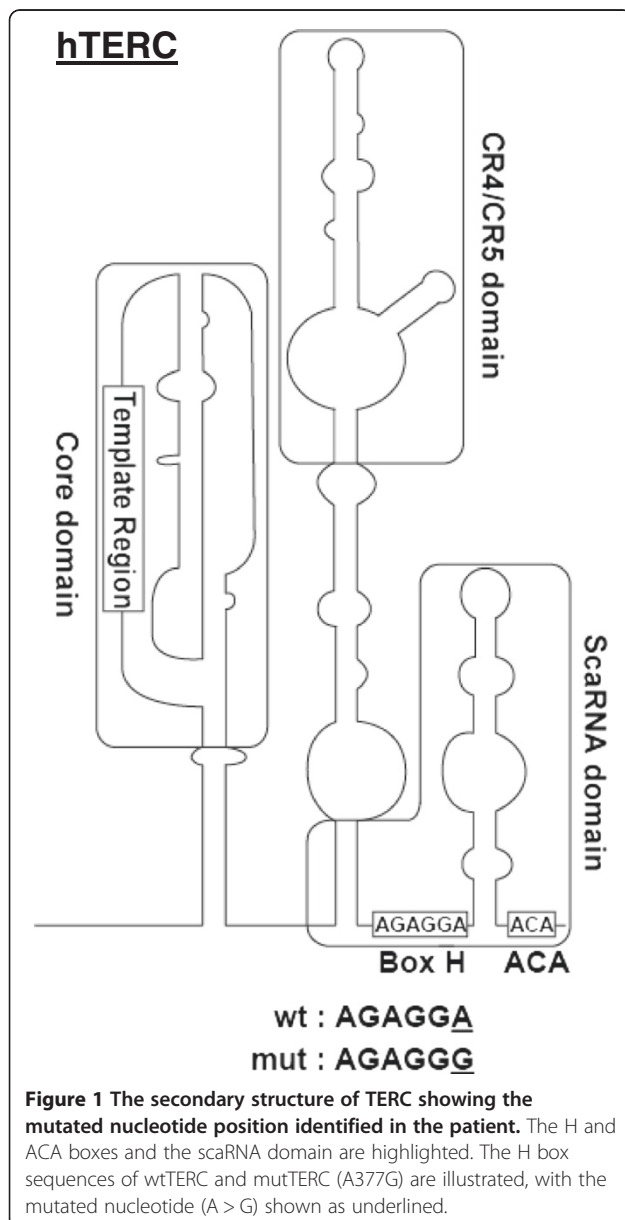 hTERC
CR4/CR5 domain
Core domain
Template Region
ScaRNA domain
AGAGGA
ACA
Box H
ACA
wt : AGAGGA
mut : AGAGGG
Figure 1 The secondary structure of TERC showing the
mutated nucleotide position identified in the patient. The H and
ACA boxes and the scaRNA domain are highlighted. The H box
sequences of wtTERC and mutTERC (A377G) are illustrated, with the
mutated nucleotide (A > G) shown as underlined.